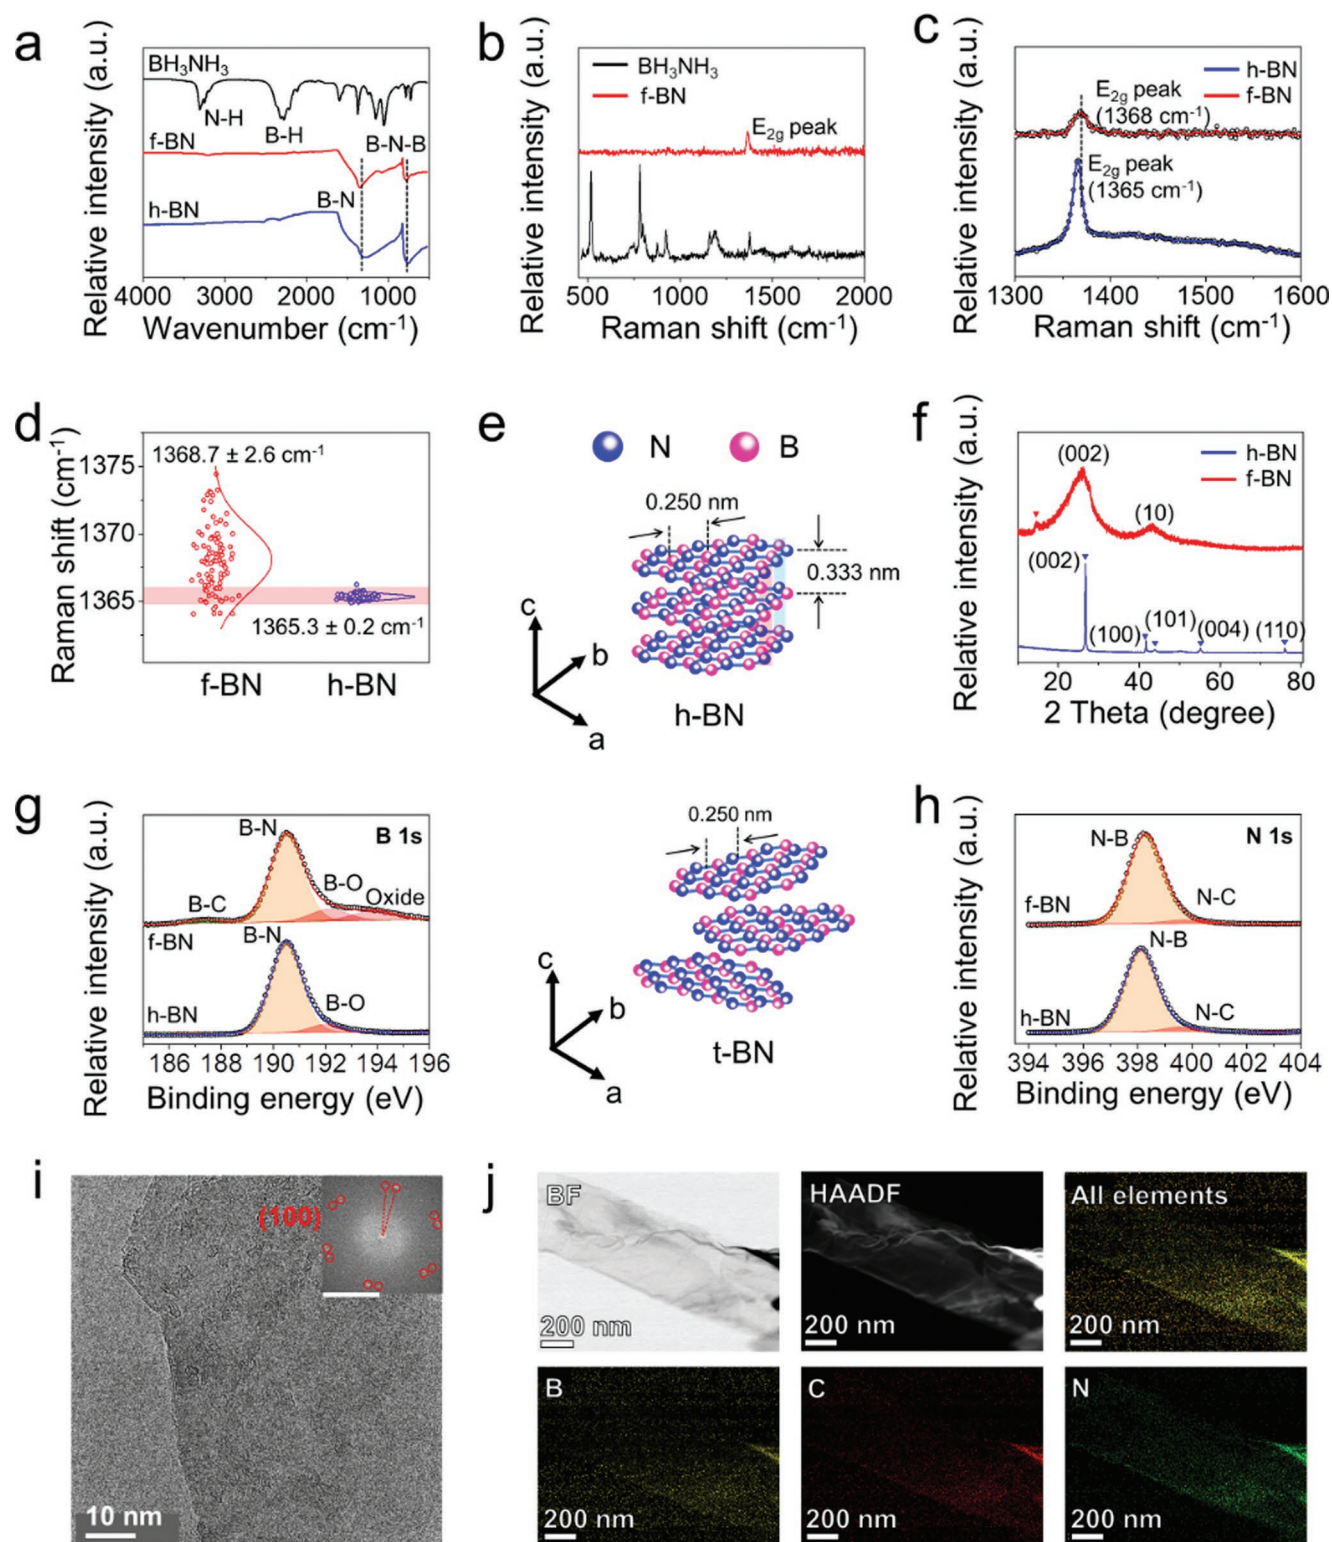 a
Relative intensity (a.u.)
BH₃NH₃
N-H
B-H
f-BN
B-N-B
B-N
h-BN
4000 3000 2000 1000
Wavenumber (cm⁻¹)
b
Relative intensity (a.u.)
BH₃NH₃
f-BN
E₂g peak
500 1000 1500 2000
Raman shift (cm⁻¹)
c
Relative intensity (a.u.)
h-BN
f-BN
E₂g peak
(1368 cm⁻¹)
E₂g peak
(1365 cm⁻¹)
1300 1400 1500 1600
Raman shift (cm⁻¹)
d
Raman shift (cm⁻¹)
1375
1370
1365
1368.7 ± 2.6 cm⁻¹
1365.3 ± 0.2 cm⁻¹
f-BN h-BN
e
N B
0.250 nm
0.333 nm
c
b
a
h-BN
0.250 nm
c
b
a
t-BN
f
Relative intensity (a.u.)
h-BN
f-BN
(002)
(10)
(002)
(100) (101) (004) (110)
20 40 60 80
2 Theta (degree)
g
Relative intensity (a.u.)
B 1s
B-N
B-O
Oxide
B-C
f-BN
B-N
B-O
h-BN
186 188 190 192 194 196
Binding energy (eV)
h
Relative intensity (a.u.)
N 1s
N-B
N-C
f-BN
N-B
N-C
h-BN
394 396 398 400 402 404
Binding energy (eV)
i
(100)
10 nm
j
BF
200 nm
HAADF
200 nm
All elements
200 nm
B
200 nm
C
200 nm
N
200 nm